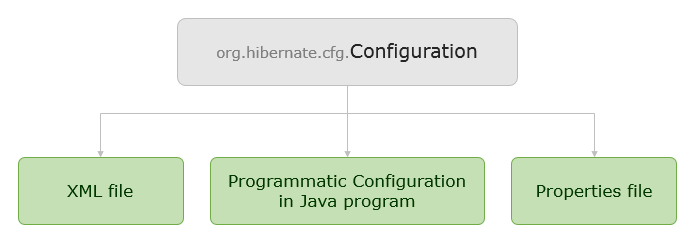 org.hibernate.cfg.Configuration
XML file
Programmatic Configuration
in Java program
Properties file